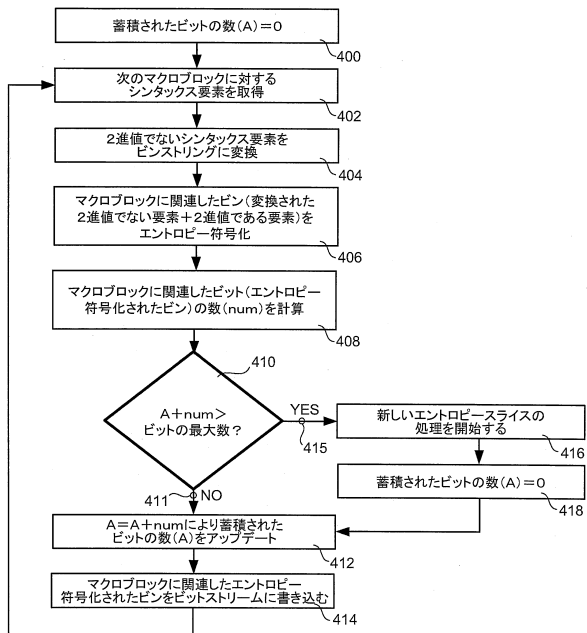 蓄積されたビットの数(A)＝0
400
次のマクロブロックに対する
シンタックス要素を取得
402
2進値でないシンタックス要素を
ビンストリングに変換
404
マクロブロックに関連したビン(変換された
2進値でない要素＋2進値である要素)を
エントロピー符号化
406
マクロブロックに関連したビット(エントロピー
符号化されたビン)の数(num)を計算
408
410
A＋num＞
ビットの最大数?
YES
415
新しいエントロピースライスの
処理を開始する
416
蓄積されたビットの数(A)＝0
418
411
NO
A＝A＋numにより蓄積された
ビットの数(A)をアップデート
412
マクロブロックに関連したエントロピー
符号化されたビンをビットストリームに書き込む
414